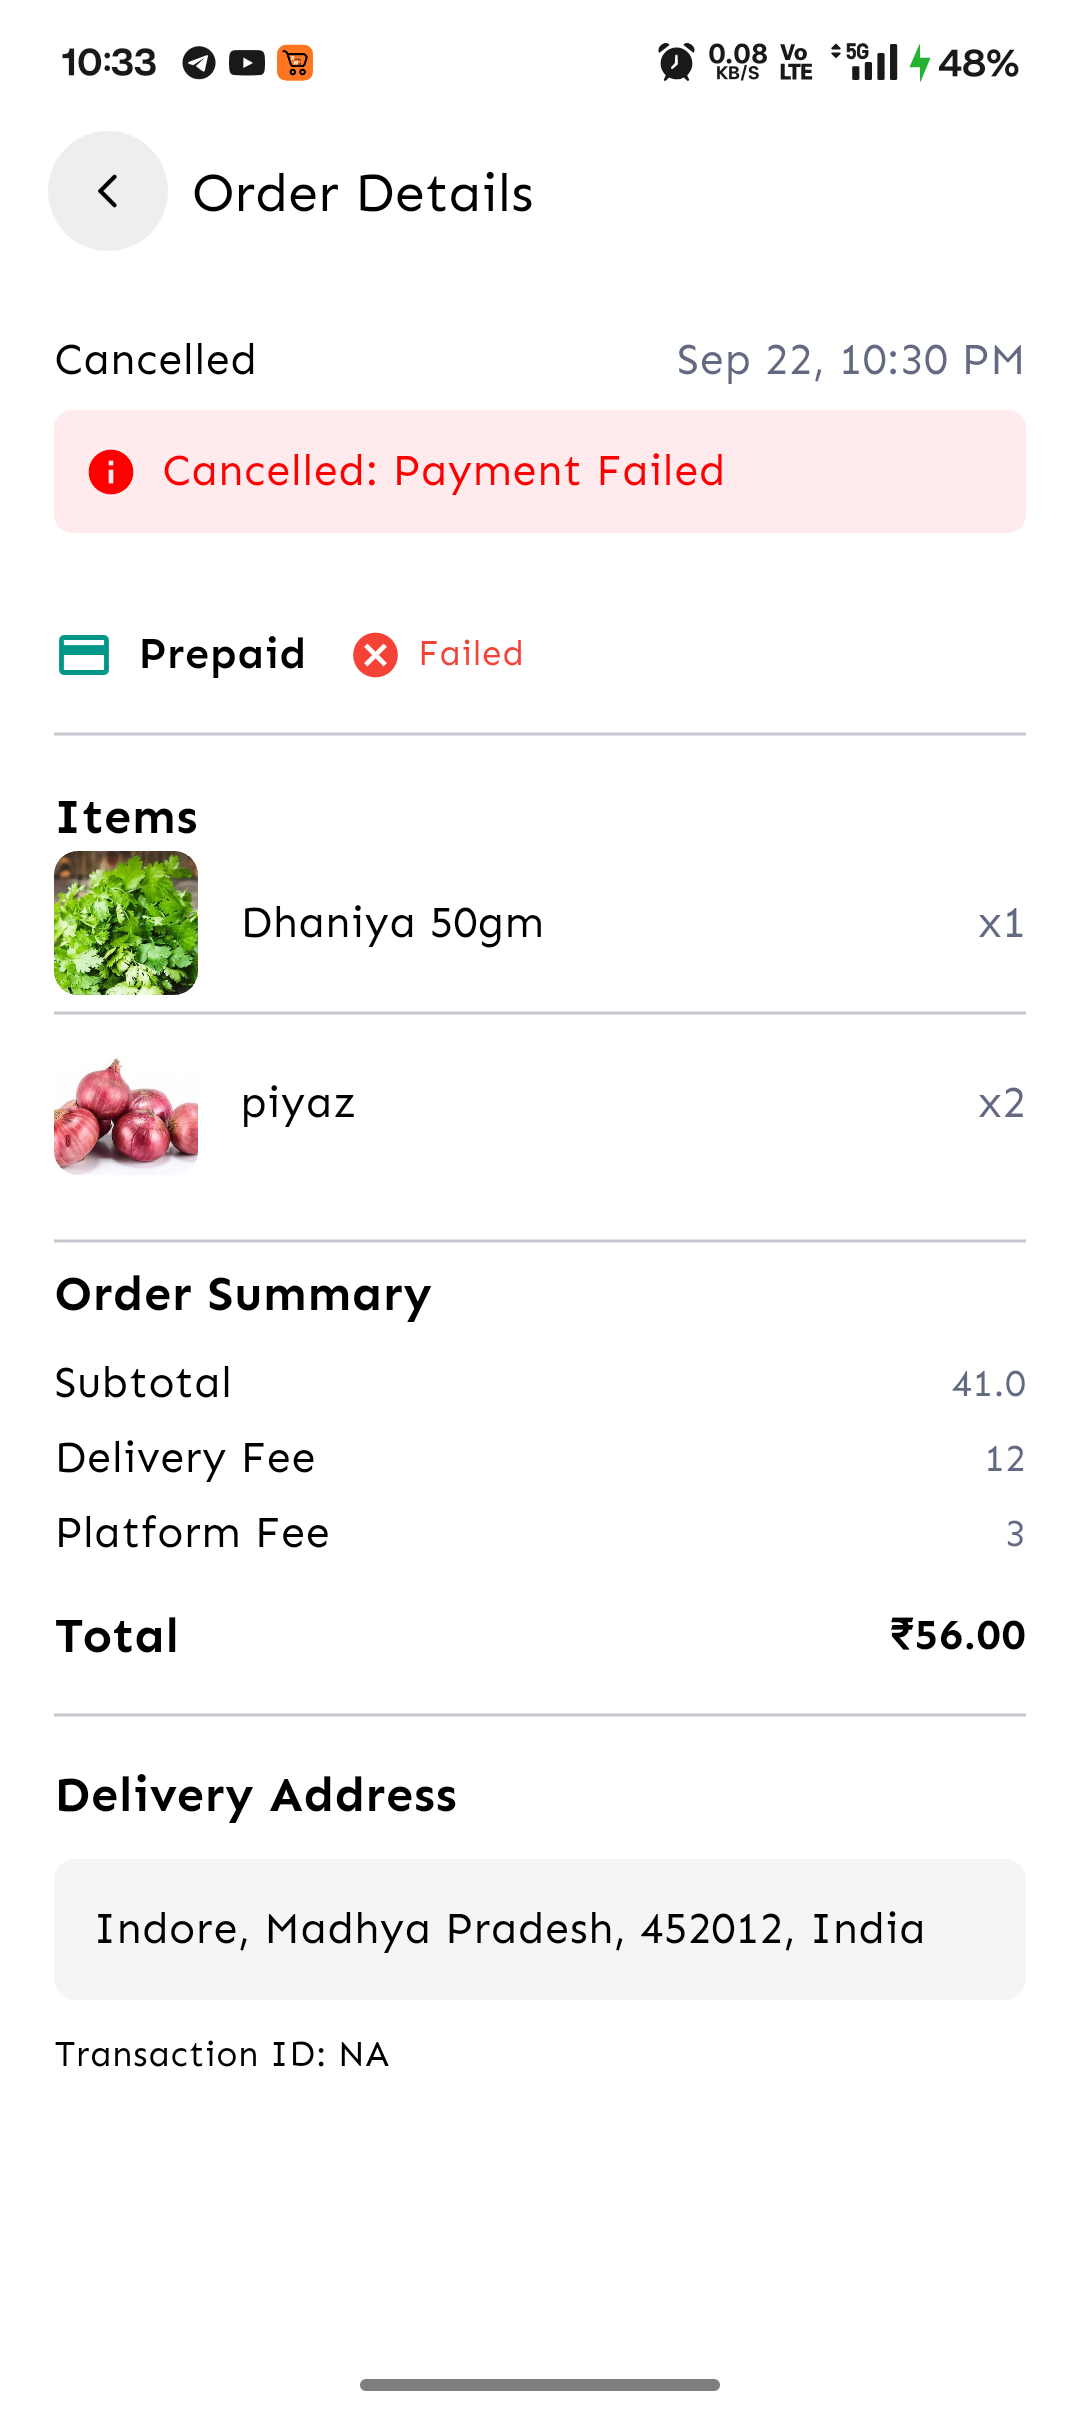 10:33 0.08 KB/S Vo LTE 5G 48%
Order Details
Cancelled Sep 22, 10:30 PM
Cancelled: Payment Failed
Prepaid Failed
Items
Dhaniya 50gm x1
piyaz x2
Order Summary
Subtotal 41.0
Delivery Fee 12
Platform Fee 3
Total ₹56.00
Delivery Address
Indore, Madhya Pradesh, 452012, India
Transaction ID: NA